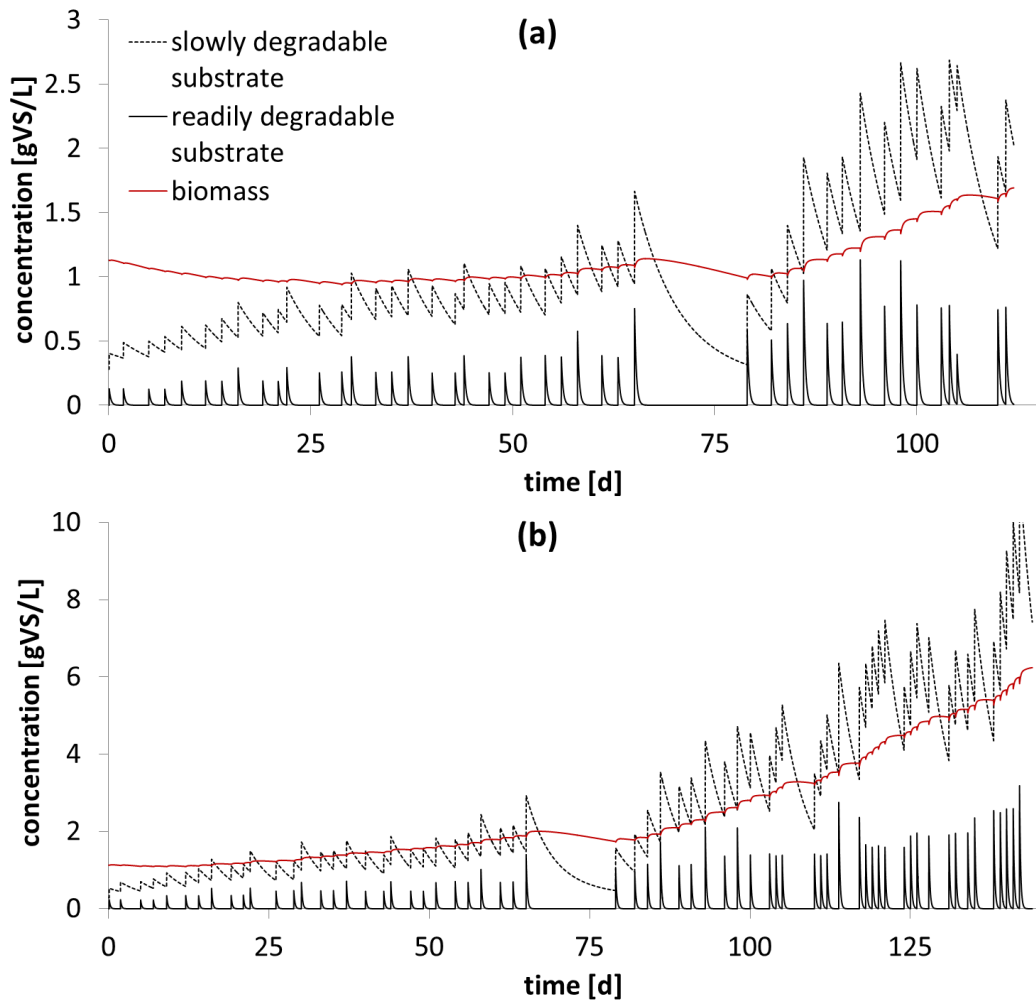 (a)
concentration [gVS/L]
3
2.5
2
1.5
1
0.5
0
slowly degradable
substrate
readily degradable
substrate
biomass
0 25 50 75 100
time [d]
(b)
concentration [gVS/L]
10
8
6
4
2
0
0 25 50 75 100 125
time [d]